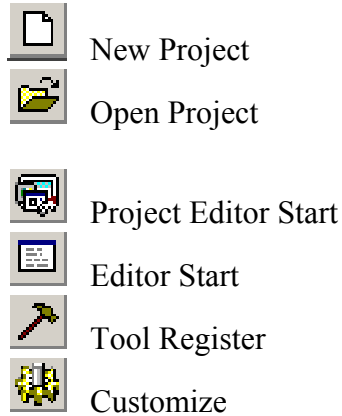 New Project
Open Project
Project Editor Start
Editor Start
Tool Register
Customize